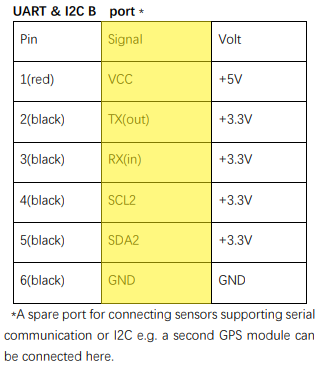 UART & I2C B port *
Pin Signal Volt
1(red) VCC +5V
2(black) TX(out) +3.3V
3(black) RX(in) +3.3V
4(black) SCL2 +3.3V
5(black) SDA2 +3.3V
6(black) GND GND
*A spare port for connecting sensors supporting serial
communication or I2C e.g. a second GPS module can
be connected here.